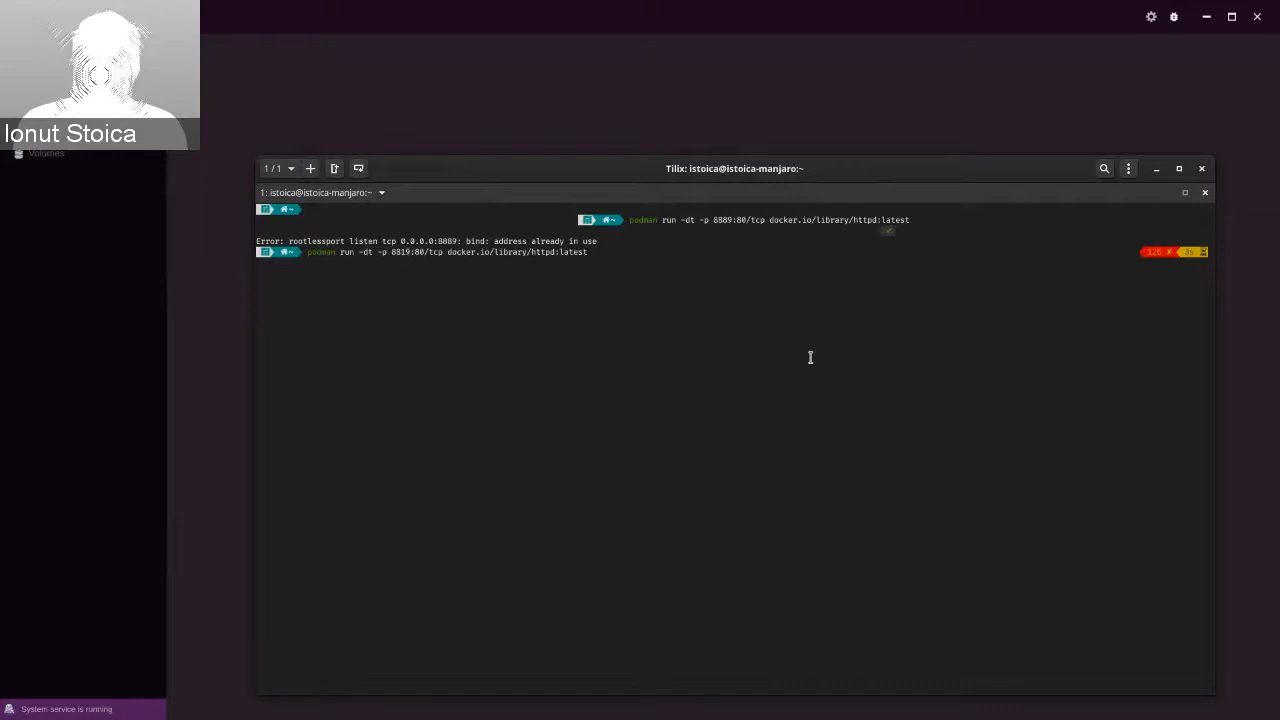 Ionut Stoica
Volumes
1 / 1
Tilix: istoica@istoica-manjaro:~
1: istoica@istoica-manjaro:~
~
~ podman run -dt -p 8889:80/tcp docker.io/library/httpd:latest
Error: rootlessport listen tcp 0.0.0.0:8889: bind: address already in use
~ podman run -dt -p 8819:80/tcp docker.io/library/httpd:latest 126 ✘ 3s
System service is running